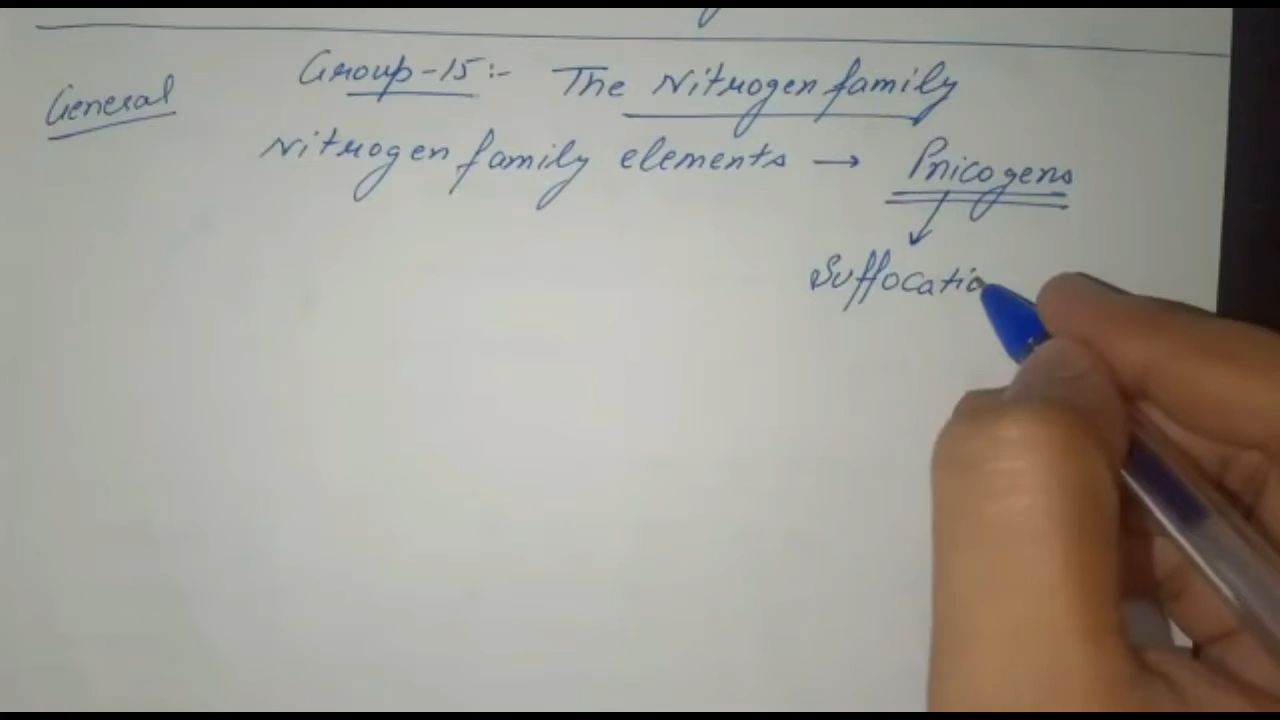 General
Group-15:- The Nitrogen family
Nitrogen family elements → Pnicogens
Suffocatio